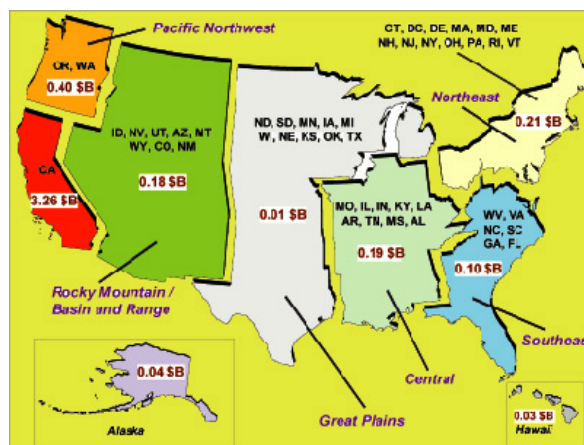 Pacific Northwest
OR, WA
0.40 $B
CA
3.26 $B
ID, NV, UT, AZ, MT
WY, CO, NM
0.18 $B
Rocky Mountain /
Basin and Range
ND, SD, MN, IA, MI
W, NE, KS, OK, TX
0.01 $B
Great Plains
CT, DC, DE, MA, MD, ME
NH, NJ, NY, OH, PA, RI, VT
Northeast
0.21 $B
MO, IL, IN, KY, LA
AR, TN, MS, AL
0.19 $B
Central
WV, VA
NC, SC
GA, FL
0.10 $B
Southeast
0.04 $B
Alaska
0.03 $B
Hawaii